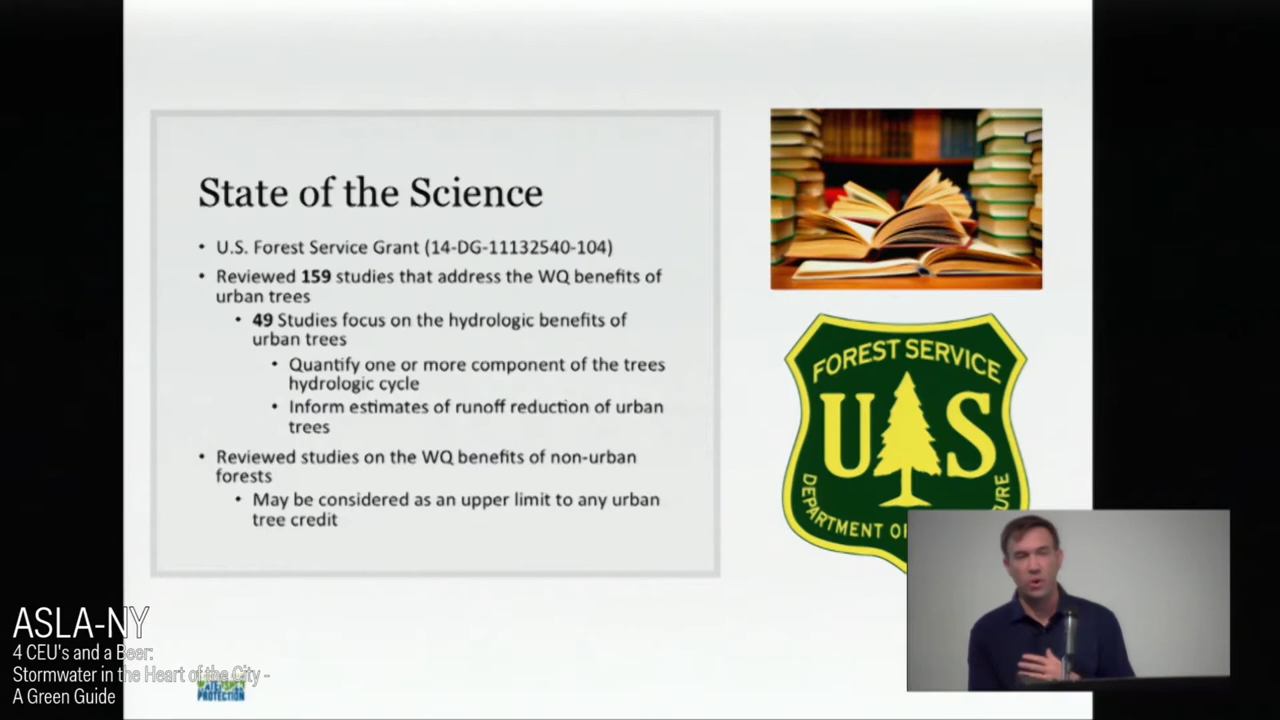 State of the Science
• U.S. Forest Service Grant (14-DG-11132540-104)
• Reviewed 159 studies that address the WQ benefits of
urban trees
• 49 Studies focus on the hydrologic benefits of
urban trees
• Quantify one or more component of the trees
hydrologic cycle
• Inform estimates of runoff reduction of urban
trees
• Reviewed studies on the WQ benefits of non-urban
forests
• May be considered as an upper limit to any urban
tree credit
FOREST SERVICE
U S
DEPARTMENT OF
ASLA-NY
4 CEU's and a Beer:
Stormwater in the Heart of the City -
A Green Guide
PROTECTION